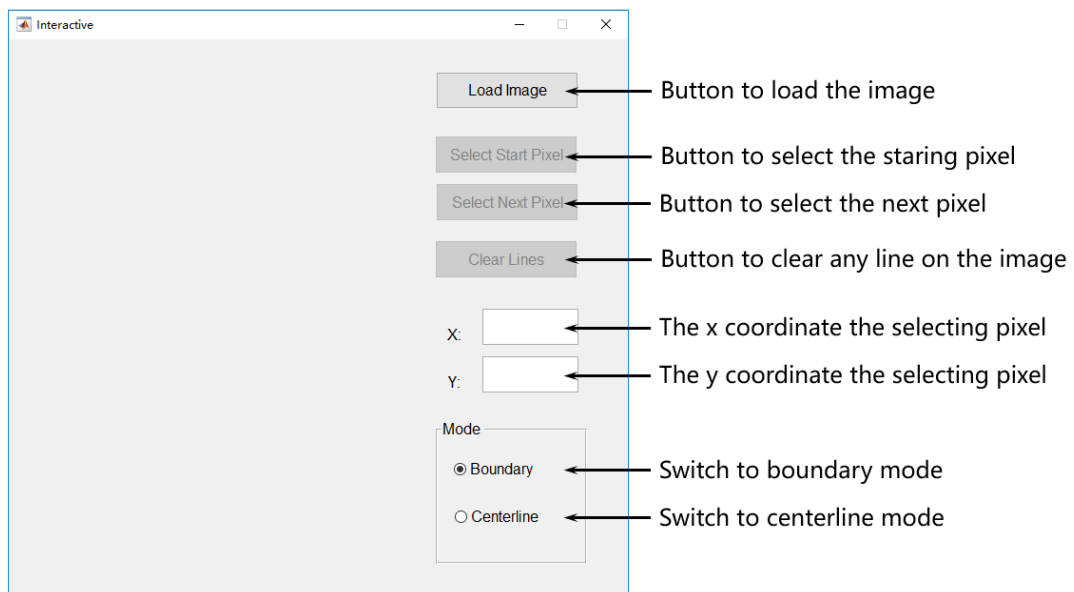 Interactive
Load Image
Button to load the image
Select Start Pixel
Button to select the staring pixel
Select Next Pixel
Button to select the next pixel
Clear Lines
Button to clear any line on the image
X:
The x coordinate the selecting pixel
Y:
The y coordinate the selecting pixel
Mode
Boundary
Switch to boundary mode
Centerline
Switch to centerline mode